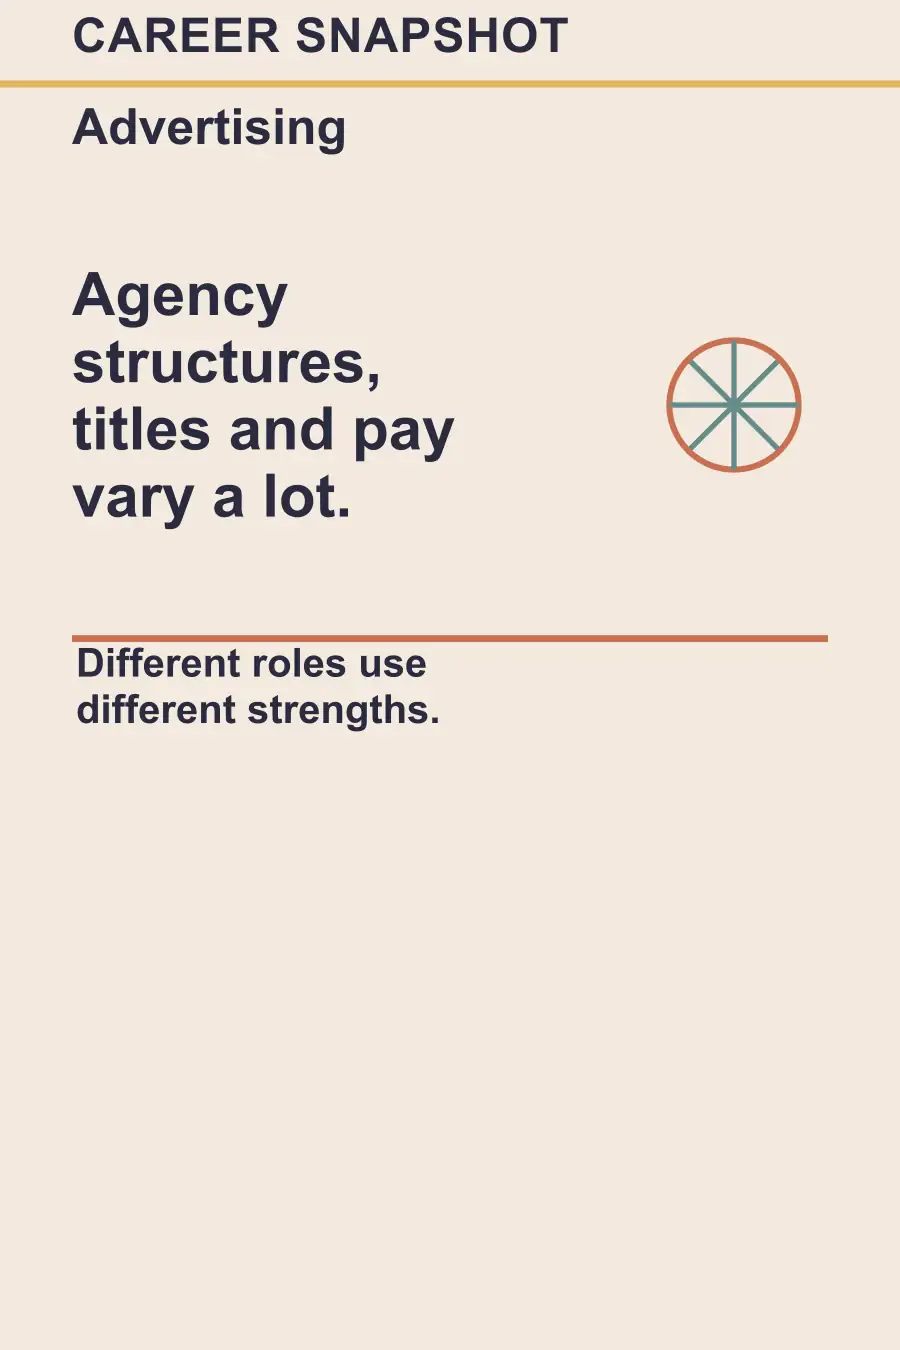 CAREER SNAPSHOT
Advertising
Agency
structures,
titles and pay
vary a lot.
Different roles use
different strengths.